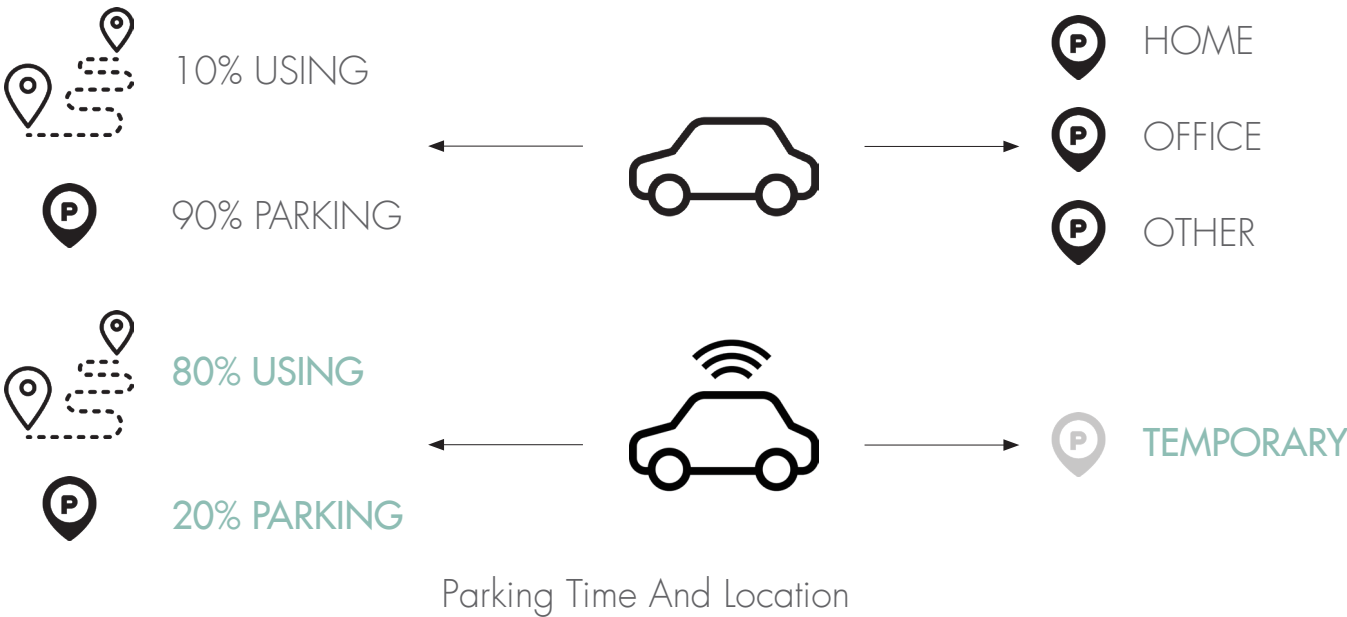 10% USING
P HOME
P OFFICE
P 90% PARKING
P OTHER
80% USING
P TEMPORARY
P 20% PARKING
Parking Time And Location